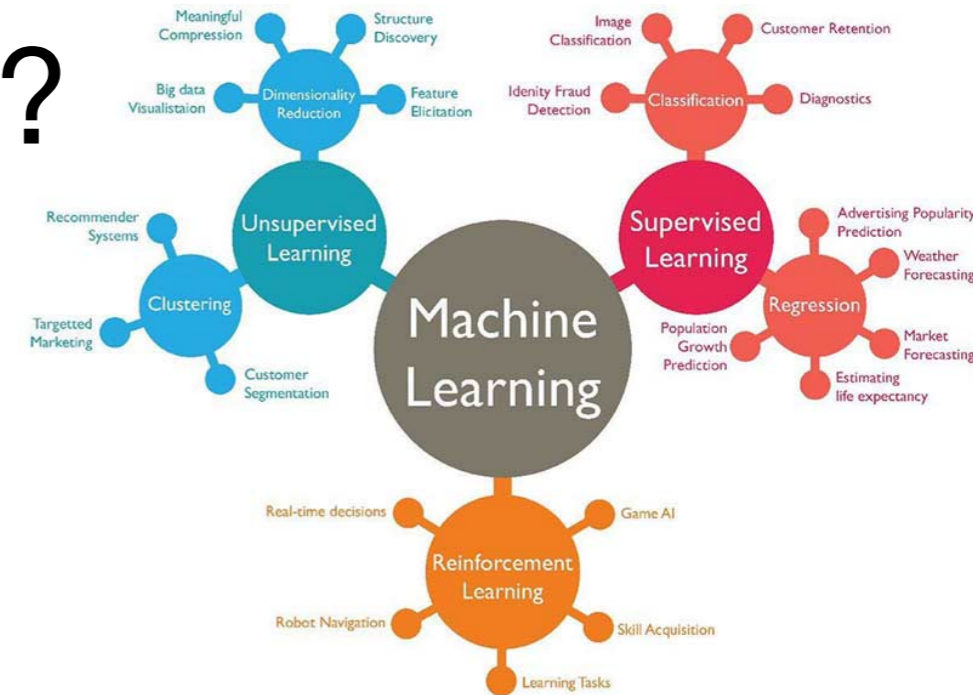 ?
Meaningful
Compression
Structure
Discovery
Big data
Visualistaion
Dimensionality
Reduction
Feature
Elicitation
Image
Classification
Customer Retention
Idenity Fraud
Detection
Classification
Diagnostics
Unsupervised
Learning
Supervised
Learning
Recommender
Systems
Clustering
Targetted
Marketing
Customer
Segmentation
Machine
Learning
Advertising Popularity
Prediction
Weather
Forecasting
Regression
Population
Growth
Prediction
Market
Forecasting
Estimating
life expectancy
Real-time decisions
Game AI
Reinforcement
Learning
Robot Navigation
Skill Acquisition
Learning Tasks